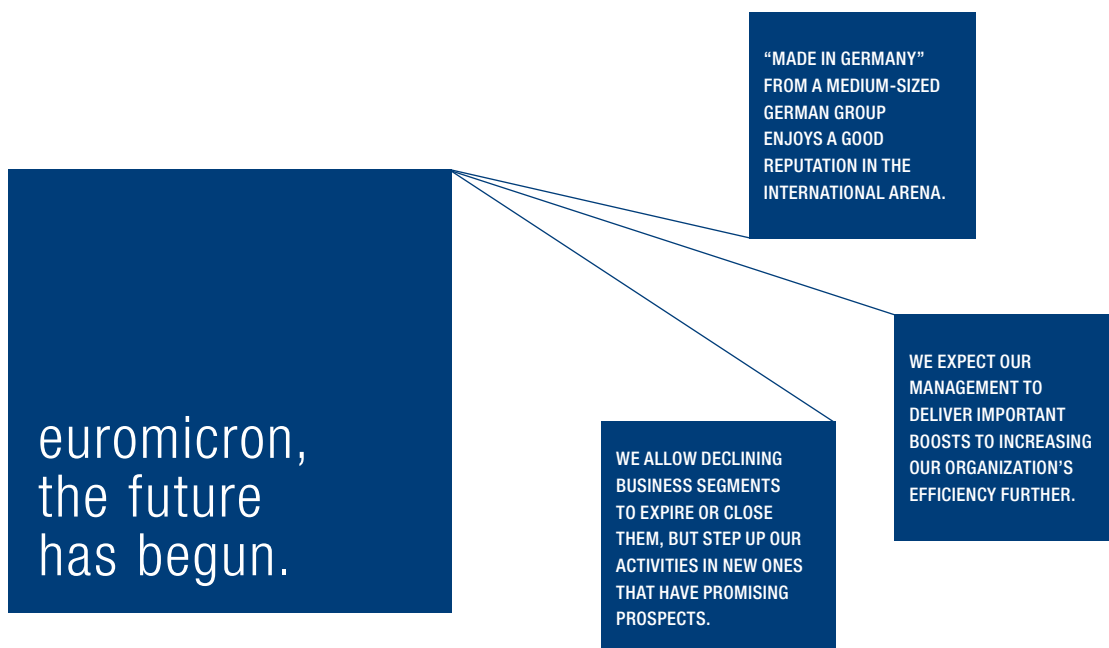 euromicron,
the future
has begun.
“MADE IN GERMANY”
FROM A MEDIUM-SIZED
GERMAN GROUP
ENJOYS A GOOD
REPUTATION IN THE
INTERNATIONAL ARENA.
WE EXPECT OUR
MANAGEMENT TO
DELIVER IMPORTANT
BOOSTS TO INCREASING
OUR ORGANIZATION’S
EFFICIENCY FURTHER.
WE ALLOW DECLINING
BUSINESS SEGMENTS
TO EXPIRE OR CLOSE
THEM, BUT STEP UP OUR
ACTIVITIES IN NEW ONES
THAT HAVE PROMISING
PROSPECTS.